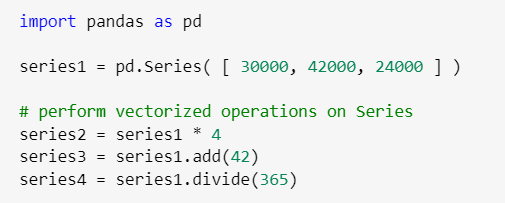 import pandas as pd
series1 = pd.Series( [ 30000, 42000, 24000 ] )
# perform vectorized operations on Series
series2 = series1 * 4
series3 = series1.add(42)
series4 = series1.divide(365)